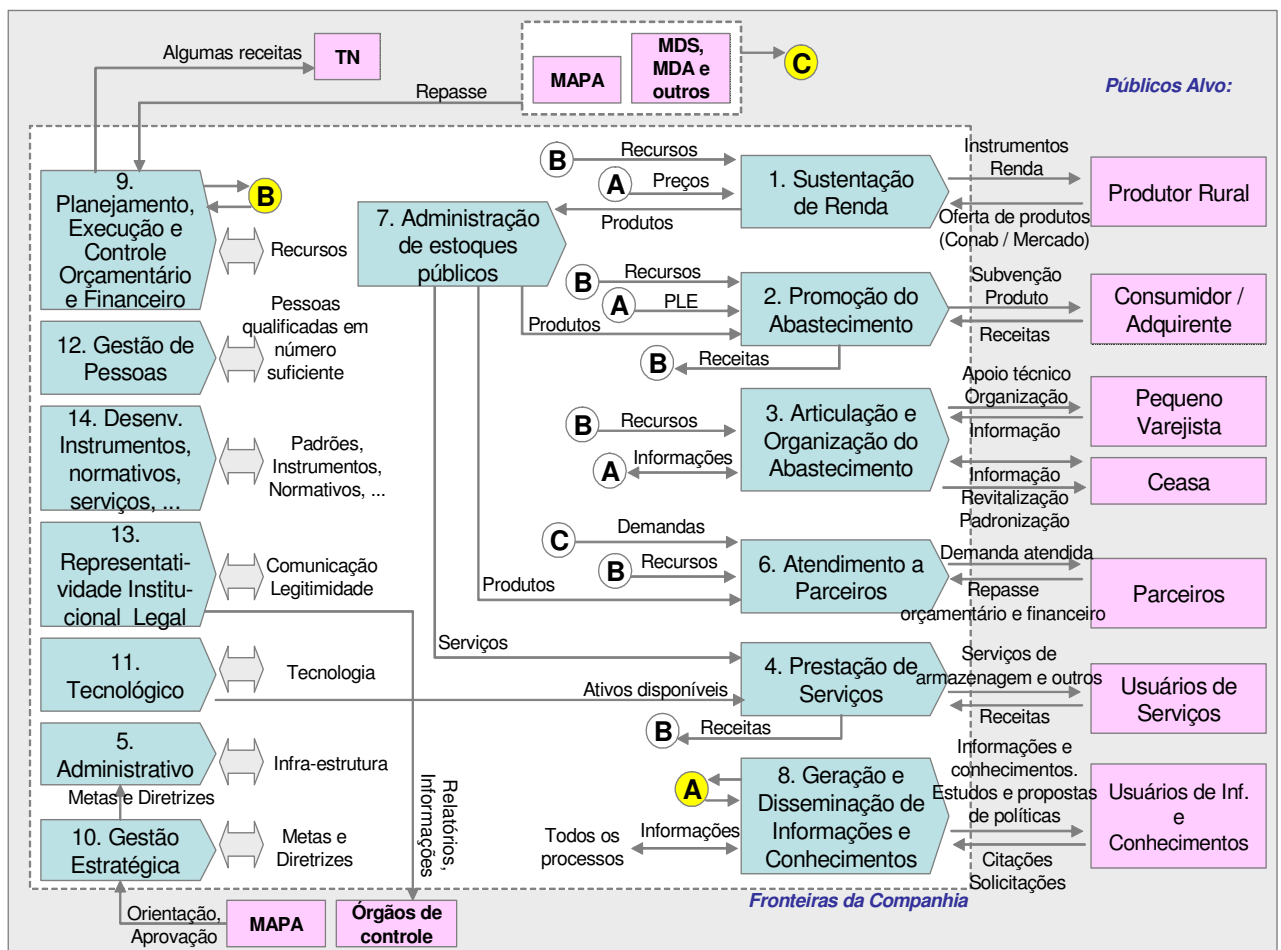 Algumas receitas
TN
Repasse
MAPA
MDS,
MDA e
outros
C
Públicos Alvo:
9.
Planejamento,
Execução e
Controle
Orçamentário
e Financeiro
B
Recursos
12. Gestão de
Pessoas
Pessoas
qualificadas em
número
suficiente
14. Desenv.
Instrumentos,
normativos,
serviços, ...
Padrões,
Instrumentos,
Normativos, ...
13.
Representati-
vidade Institu-
cional Legal
Comunicação
Legitimidade
11.
Tecnológico
Tecnologia
5.
Administrativo
Infra-estrutura
Metas e Diretrizes
10. Gestão
Estratégica
Metas e
Diretrizes
Orientação,
Aprovação
MAPA
Relatórios,
Informações
Órgãos de
controle
7. Administração
de estoques
públicos
B
Recursos
A
Preços
Produtos
1. Sustentação
de Renda
Instrumentos
Renda
Oferta de produtos
(Conab / Mercado)
Produtor Rural
B
Recursos
A
PLE
Produtos
2. Promoção do
Abastecimento
B
Receitas
Subvenção
Produto
Receitas
Consumidor /
Adquirente
B
Recursos
A
Informações
3. Articulação e
Organização do
Abastecimento
Apoio técnico
Organização
Informação
Pequeno
Varejista
Informação
Revitalização
Padronização
Ceasa
C
Demandas
B
Recursos
Produtos
6. Atendimento a
Parceiros
Demanda atendida
Repasse
orçamentário e financeiro
Parceiros
Serviços
Ativos disponíveis
4. Prestação de
Serviços
B
Receitas
Serviços de
armazenagem e outros
Receitas
Usuários de
Serviços
A
Informações
Todos os
processos
8. Geração e
Disseminação de
Informações e
Conhecimentos
Informações e
conhecimentos.
Estudos e propostas
de políticas
Citações
Solicitações
Usuários de Inf.
e
Conhecimentos
Fronteiras da Companhia